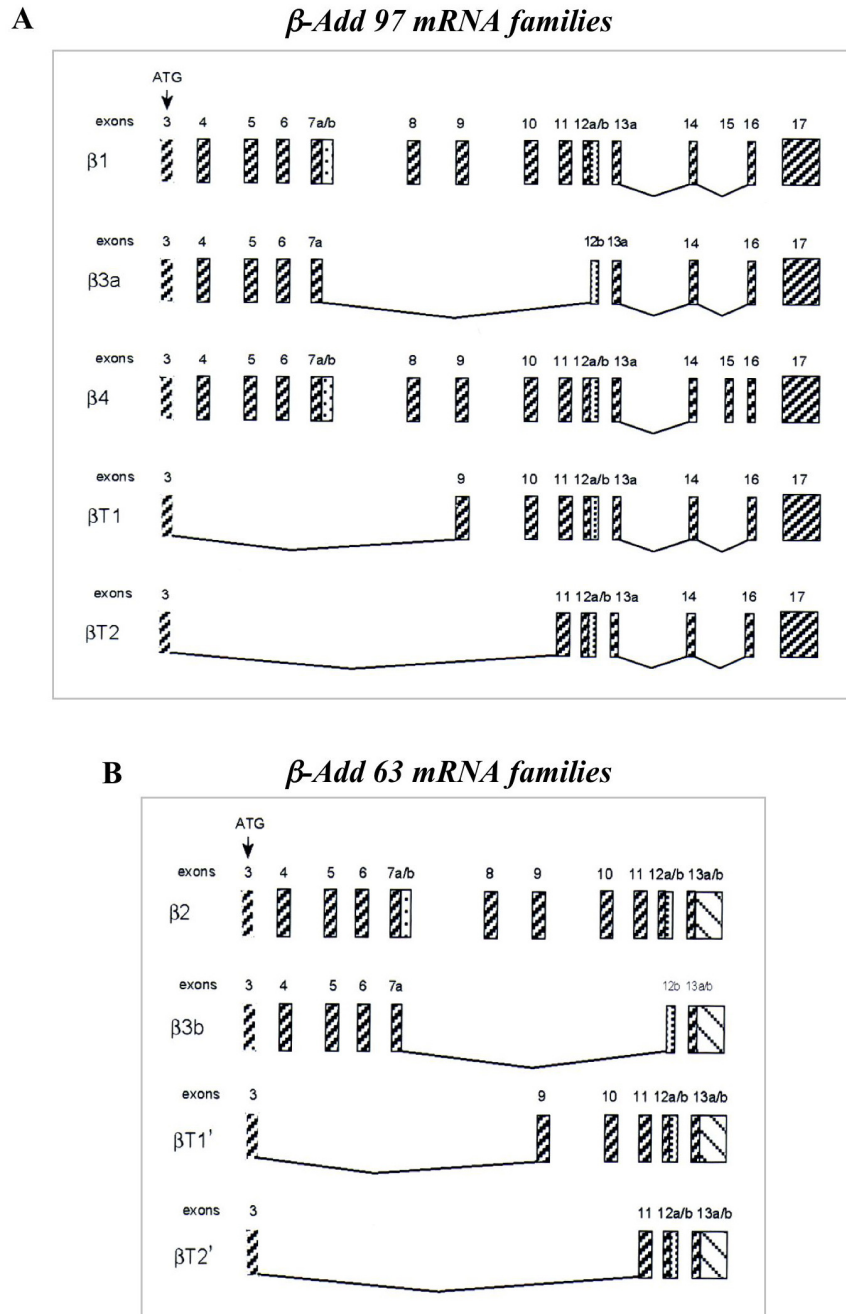 A β-Add 97 mRNA families
ATG
exons 3 4 5 6 7a/b 8 9 10 11 12a/b 13a 14 15 16 17
β1
exons 3 4 5 6 7a 12b 13a 14 16 17
β3a
exons 3 4 5 6 7a/b 8 9 10 11 12a/b 13a 14 15 16 17
β4
exons 3 9 10 11 12a/b 13a 14 16 17
βT1
exons 3 11 12a/b 13a 14 16 17
βT2
B β-Add 63 mRNA families
ATG
exons 3 4 5 6 7a/b 8 9 10 11 12a/b 13a/b
β2
exons 3 4 5 6 7a 12b 13a/b
β3b
exons 3 9 10 11 12a/b 13a/b
βT1'
exons 3 11 12a/b 13a/b
βT2'